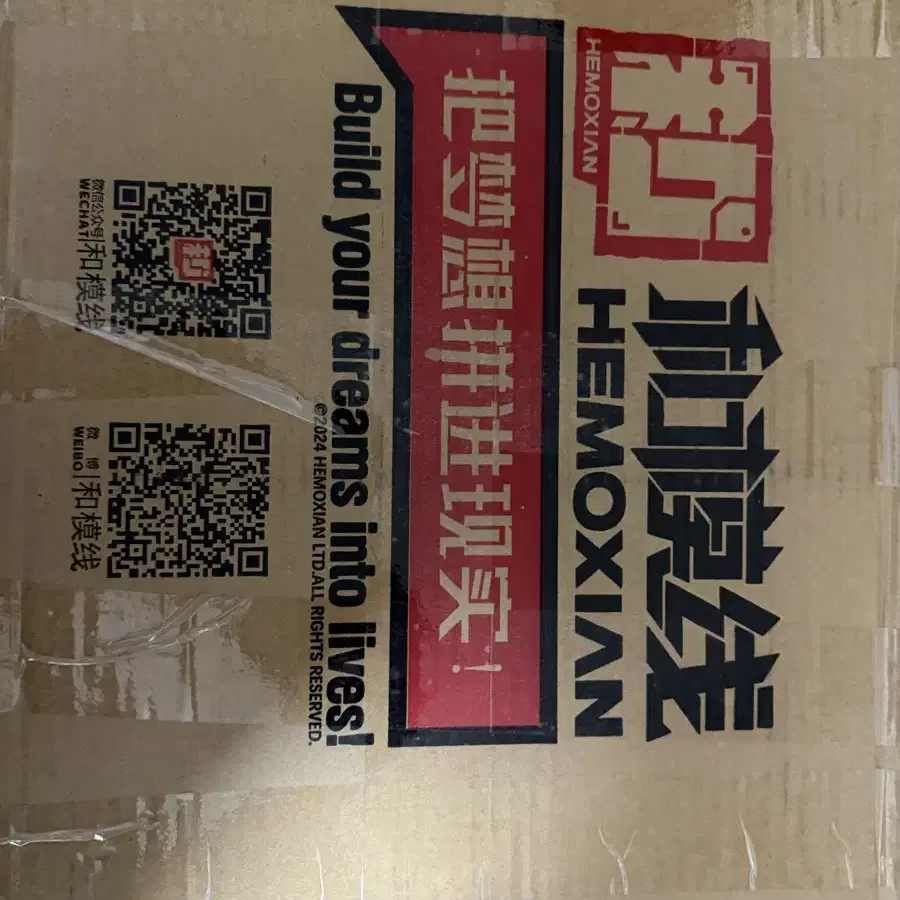 HEMOXIAN
和模线
HEMOXIAN
把梦想拼进现实!
Build your dreams into lives!
©2024 HEMOXIAN LTD.ALL RIGHTS RESERVED.
微信公众号
WECHAT
和模线
微 博
WEIBO
和模线